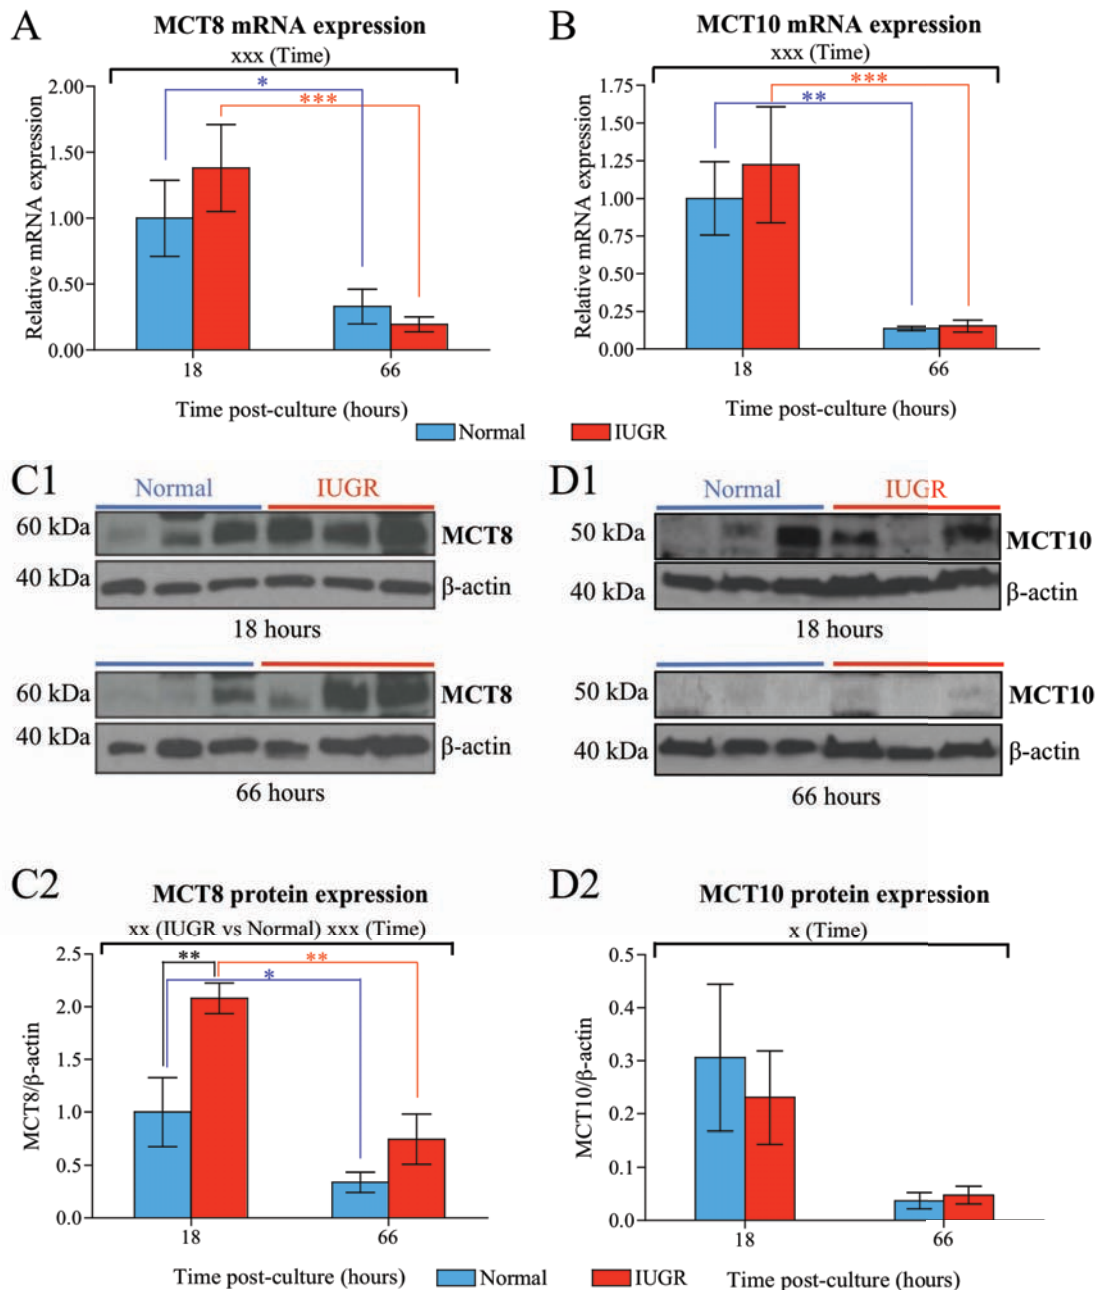 A
MCT8 mRNA expression
xxx (Time)
*
***
Relative mRNA expression
2.00
1.50
1.00
0.50
0.00
18
66
Time post-culture (hours)
B
MCT10 mRNA expression
xxx (Time)
***
**
Relative mRNA expression
1.75
1.50
1.25
1.00
0.75
0.50
0.25
0.00
18
66
Time post-culture (hours)
Normal
IUGR
C1
Normal
IUGR
60 kDa
MCT8
40 kDa
β-actin
18 hours
60 kDa
MCT8
40 kDa
β-actin
66 hours
D1
Normal
IUGR
50 kDa
MCT10
40 kDa
β-actin
18 hours
50 kDa
MCT10
40 kDa
β-actin
66 hours
C2
MCT8 protein expression
xx (IUGR vs Normal) xxx (Time)
**
**
*
MCT8/β-actin
2.5
2.0
1.5
1.0
0.5
0.0
18
66
Time post-culture (hours)
D2
MCT10 protein expression
x (Time)
MCT10/β-actin
0.5
0.4
0.3
0.2
0.1
0.0
18
66
Time post-culture (hours)
Normal
IUGR